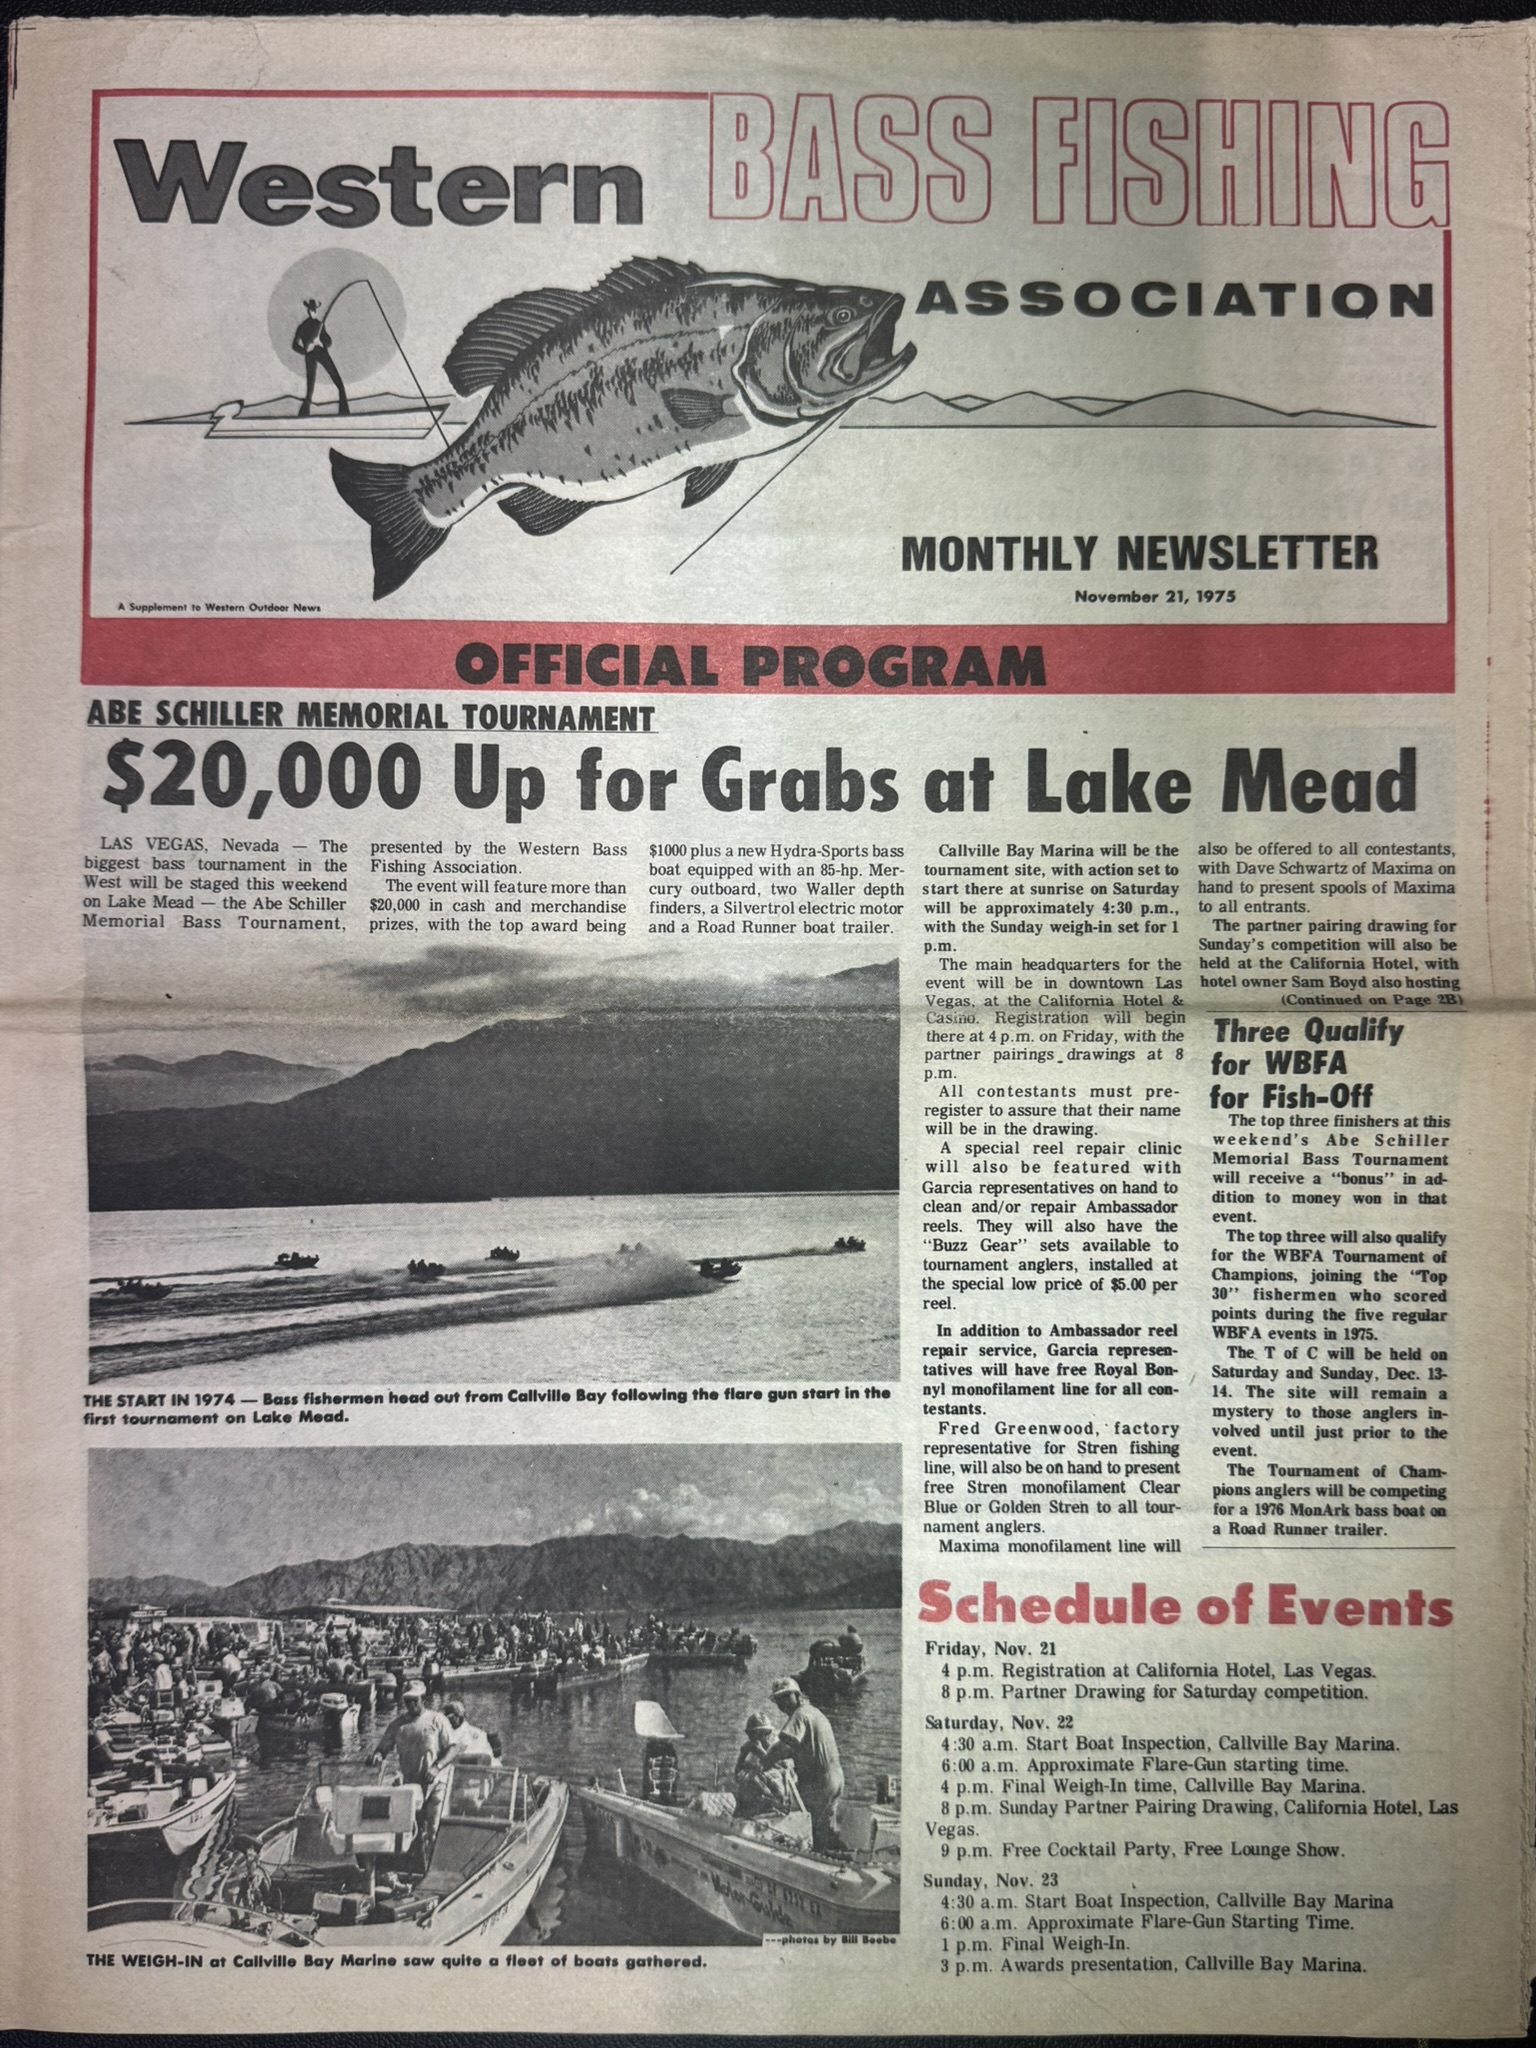 Western BASS FISHING
ASSOCIATION
MONTHLY NEWSLETTER
November 21, 1975
A Supplement to Western Outdoor News
OFFICIAL PROGRAM
ABE SCHILLER MEMORIAL TOURNAMENT
$20,000 Up for Grabs at Lake Mead
LAS VEGAS, Nevada — The
biggest bass tournament in the
West will be staged this weekend
on Lake Mead — the Abe Schiller
Memorial Bass Tournament,
presented by the Western Bass
Fishing Association.
The event will feature more than
$20,000 in cash and merchandise
prizes, with the top award being
$1000 plus a new Hydra-Sports bass
boat equipped with an 85-hp. Mer-
cury outboard, two Waller depth
finders, a Silvertrol electric motor
and a Road Runner boat trailer.
THE START IN 1974 — Bass fishermen head out from Callville Bay following the flare gun start in the
first tournament on Lake Mead.
---photos by Bill Beebe
THE WEIGH-IN at Callville Bay Marine saw quite a fleet of boats gathered.
Callville Bay Marina will be the
tournament site, with action set to
start there at sunrise on Saturday
will be approximately 4:30 p.m.,
with the Sunday weigh-in set for 1
p.m.
The main headquarters for the
event will be in downtown Las
Vegas, at the California Hotel &
Casino. Registration will begin
there at 4 p.m. on Friday, with the
partner pairings drawings at 8
p.m.
All contestants must pre-
register to assure that their name
will be in the drawing.
A special reel repair clinic
will also be featured with
Garcia representatives on hand to
clean and/or repair Ambassador
reels. They will also have the
"Buzz Gear" sets available to
tournament anglers, installed at
the special low price of $5.00 per
reel.
In addition to Ambassador reel
repair service, Garcia represen-
tatives will have free Royal Bon-
nyl monofilament line for all con-
testants.
Fred Greenwood, factory
representative for Stren fishing
line, will also be on hand to present
free Stren monofilament Clear
Blue or Golden Stren to all tour-
nament anglers.
Maxima monofilament line will
also be offered to all contestants,
with Dave Schwartz of Maxima on
hand to present spools of Maxima
to all entrants.
The partner pairing drawing for
Sunday's competition will also be
held at the California Hotel, with
hotel owner Sam Boyd also hosting
(Continued on Page 2B)
Three Qualify
for WBFA
for Fish-Off
The top three finishers at this
weekend's Abe Schiller
Memorial Bass Tournament
will receive a "bonus" in ad-
dition to money won in that
event.
The top three will also qualify
for the WBFA Tournament of
Champions, joining the "Top
30" fishermen who scored
points during the five regular
WBFA events in 1975.
The T of C will be held on
Saturday and Sunday, Dec. 13-
14. The site will remain a
mystery to those anglers in-
volved until just prior to the
event.
The Tournament of Cham-
pions anglers will be competing
for a 1976 MonArk bass boat on
a Road Runner trailer.
Schedule of Events
Friday, Nov. 21
4 p.m. Registration at California Hotel, Las Vegas.
8 p.m. Partner Drawing for Saturday competition.
Saturday, Nov. 22
4:30 a.m. Start Boat Inspection, Callville Bay Marina.
6:00 a.m. Approximate Flare-Gun starting time.
4 p.m. Final Weigh-In time, Callville Bay Marina.
8 p.m. Sunday Partner Pairing Drawing, California Hotel, Las
Vegas.
9 p.m. Free Cocktail Party, Free Lounge Show.
Sunday, Nov. 23
4:30 a.m. Start Boat Inspection, Callville Bay Marina
6:00 a.m. Approximate Flare-Gun Starting Time.
1 p.m. Final Weigh-In.
3 p.m. Awards presentation, Callville Bay Marina.